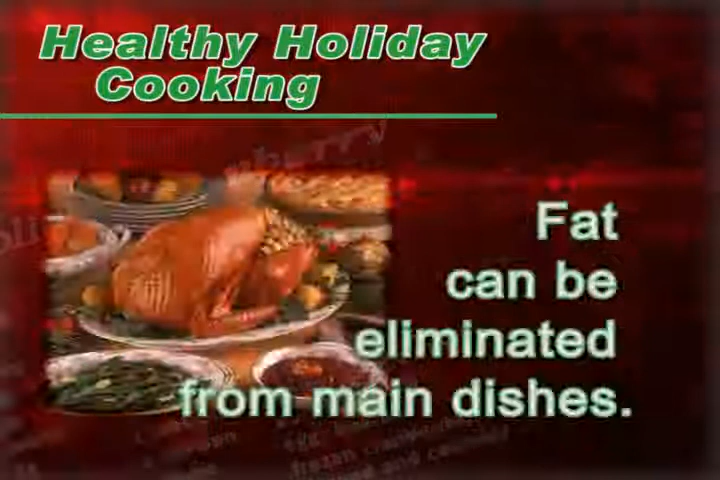 Healthy Holiday
Cooking
Fat
can be
eliminated
from main dishes.